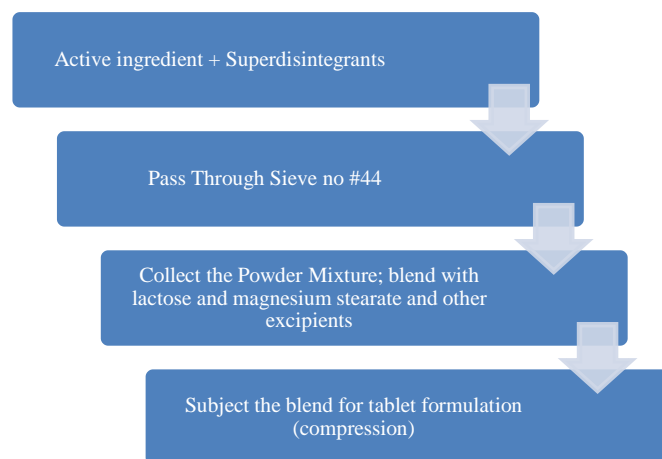 Active ingredient + Superdisintegrants
Pass Through Sieve no #44
Collect the Powder Mixture; blend with
lactose and magnesium stearate and other
excipients
Subject the blend for tablet formulation
(compression)